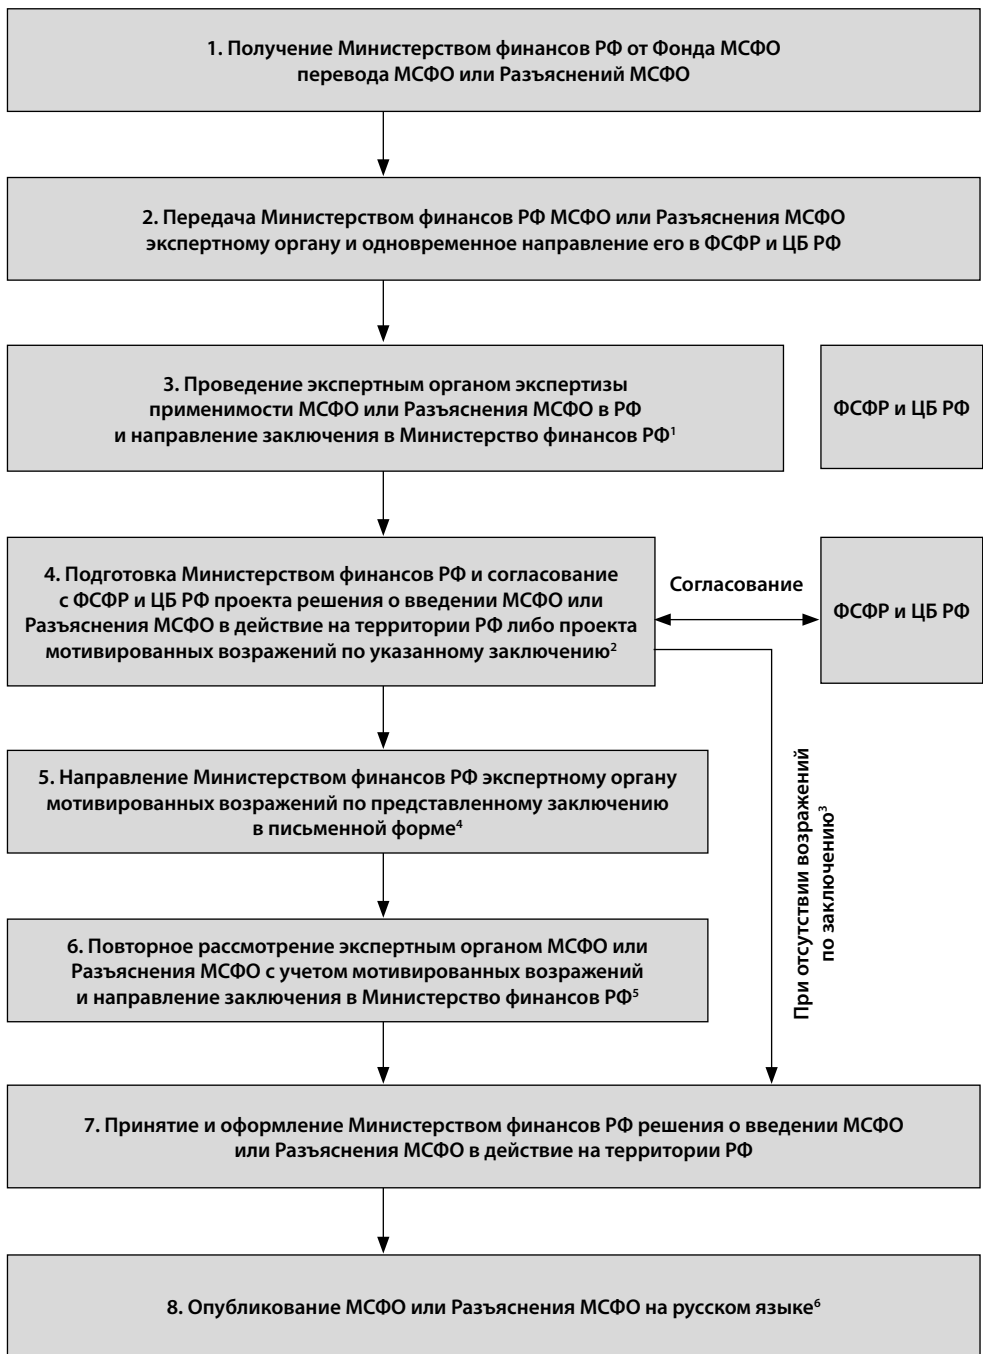 1. Получение Министерством финансов РФ от Фонда МСФО
перевода МСФО или Разъяснений МСФО
2. Передача Министерством финансов РФ МСФО или Разъяснения МСФО
экспертному органу и одновременное направление его в ФСФР и ЦБ РФ
3. Проведение экспертным органом экспертизы
применимости МСФО или Разъяснения МСФО в РФ
и направление заключения в Министерство финансов РФ¹
ФСФР и ЦБ РФ
4. Подготовка Министерством финансов РФ и согласование
с ФСФР и ЦБ РФ проекта решения о введении МСФО или
Разъяснения МСФО в действие на территории РФ либо проекта
мотивированных возражений по указанному заключению²
Согласование
ФСФР и ЦБ РФ
5. Направление Министерством финансов РФ экспертному органу
мотивированных возражений по представленному заключению
в письменной форме⁴
При отсутствии возражений
по заключению³
6. Повторное рассмотрение экспертным органом МСФО или
Разъяснения МСФО с учетом мотивированных возражений
и направление заключения в Министерство финансов РФ⁵
7. Принятие и оформление Министерством финансов РФ решения о введении МСФО
или Разъяснения МСФО в действие на территории РФ
8. Опубликование МСФО или Разъяснения МСФО на русском языке⁶